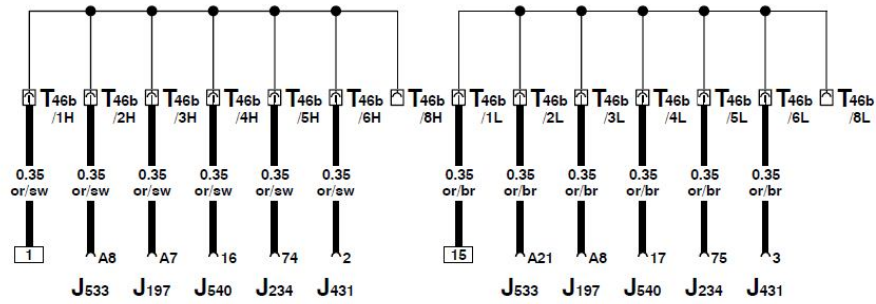 T46b T46b T46b T46b T46b T46b T46b T46b T46b T46b T46b T46b T46b T46b
/1H /2H /3H /4H /5H /6H /8H /1L /2L /3L /4L /5L /6L /8L
0.35 0.35 0.35 0.35 0.35 0.35 0.35 0.35 0.35 0.35 0.35 0.35
or/sw or/sw or/sw or/sw or/sw or/sw or/br or/br or/br or/br or/br or/br
1 A8 A7 16 74 2 15 A21 A8 17 75 3
J533 J197 J540 J234 J431 J533 J197 J540 J234 J431